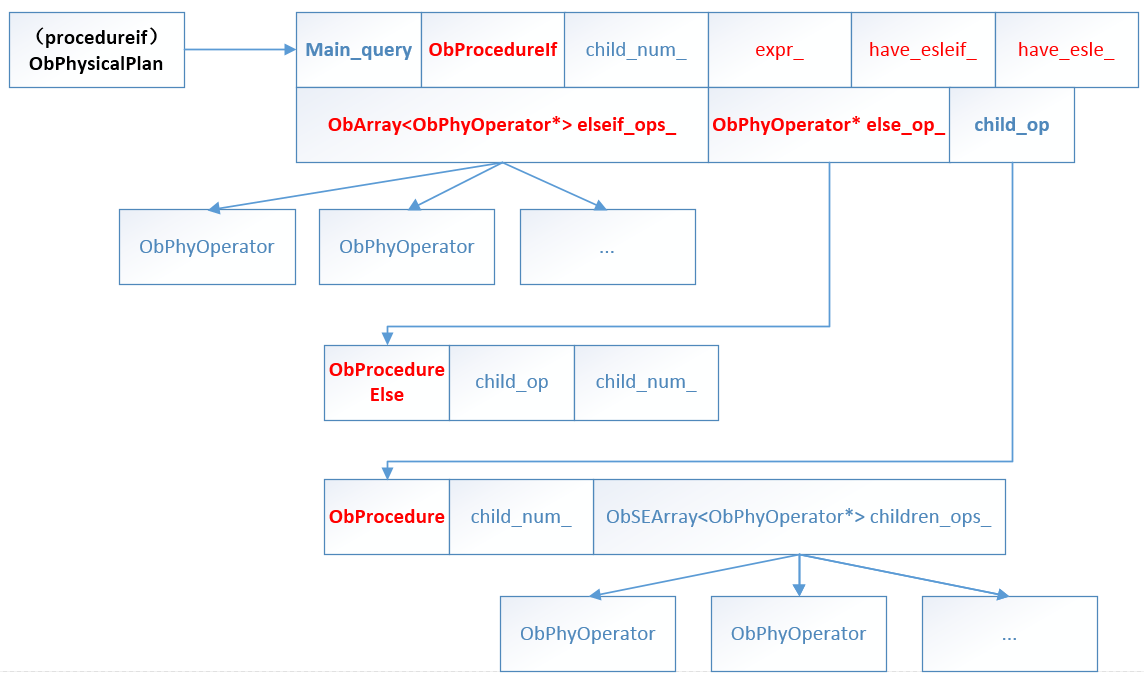 （procedureif）
ObPhysicalPlan
Main_query
ObProcedureIf
child_num_
expr_
have_esleif_
have_esle_
ObArray<ObPhyOperator*> elseif_ops_
ObPhyOperator* else_op_
child_op
ObPhyOperator
ObPhyOperator
...
ObProcedure
Else
child_op
child_num_
ObProcedure
child_num_
ObSEArray<ObPhyOperator*> children_ops_
ObPhyOperator
ObPhyOperator
...